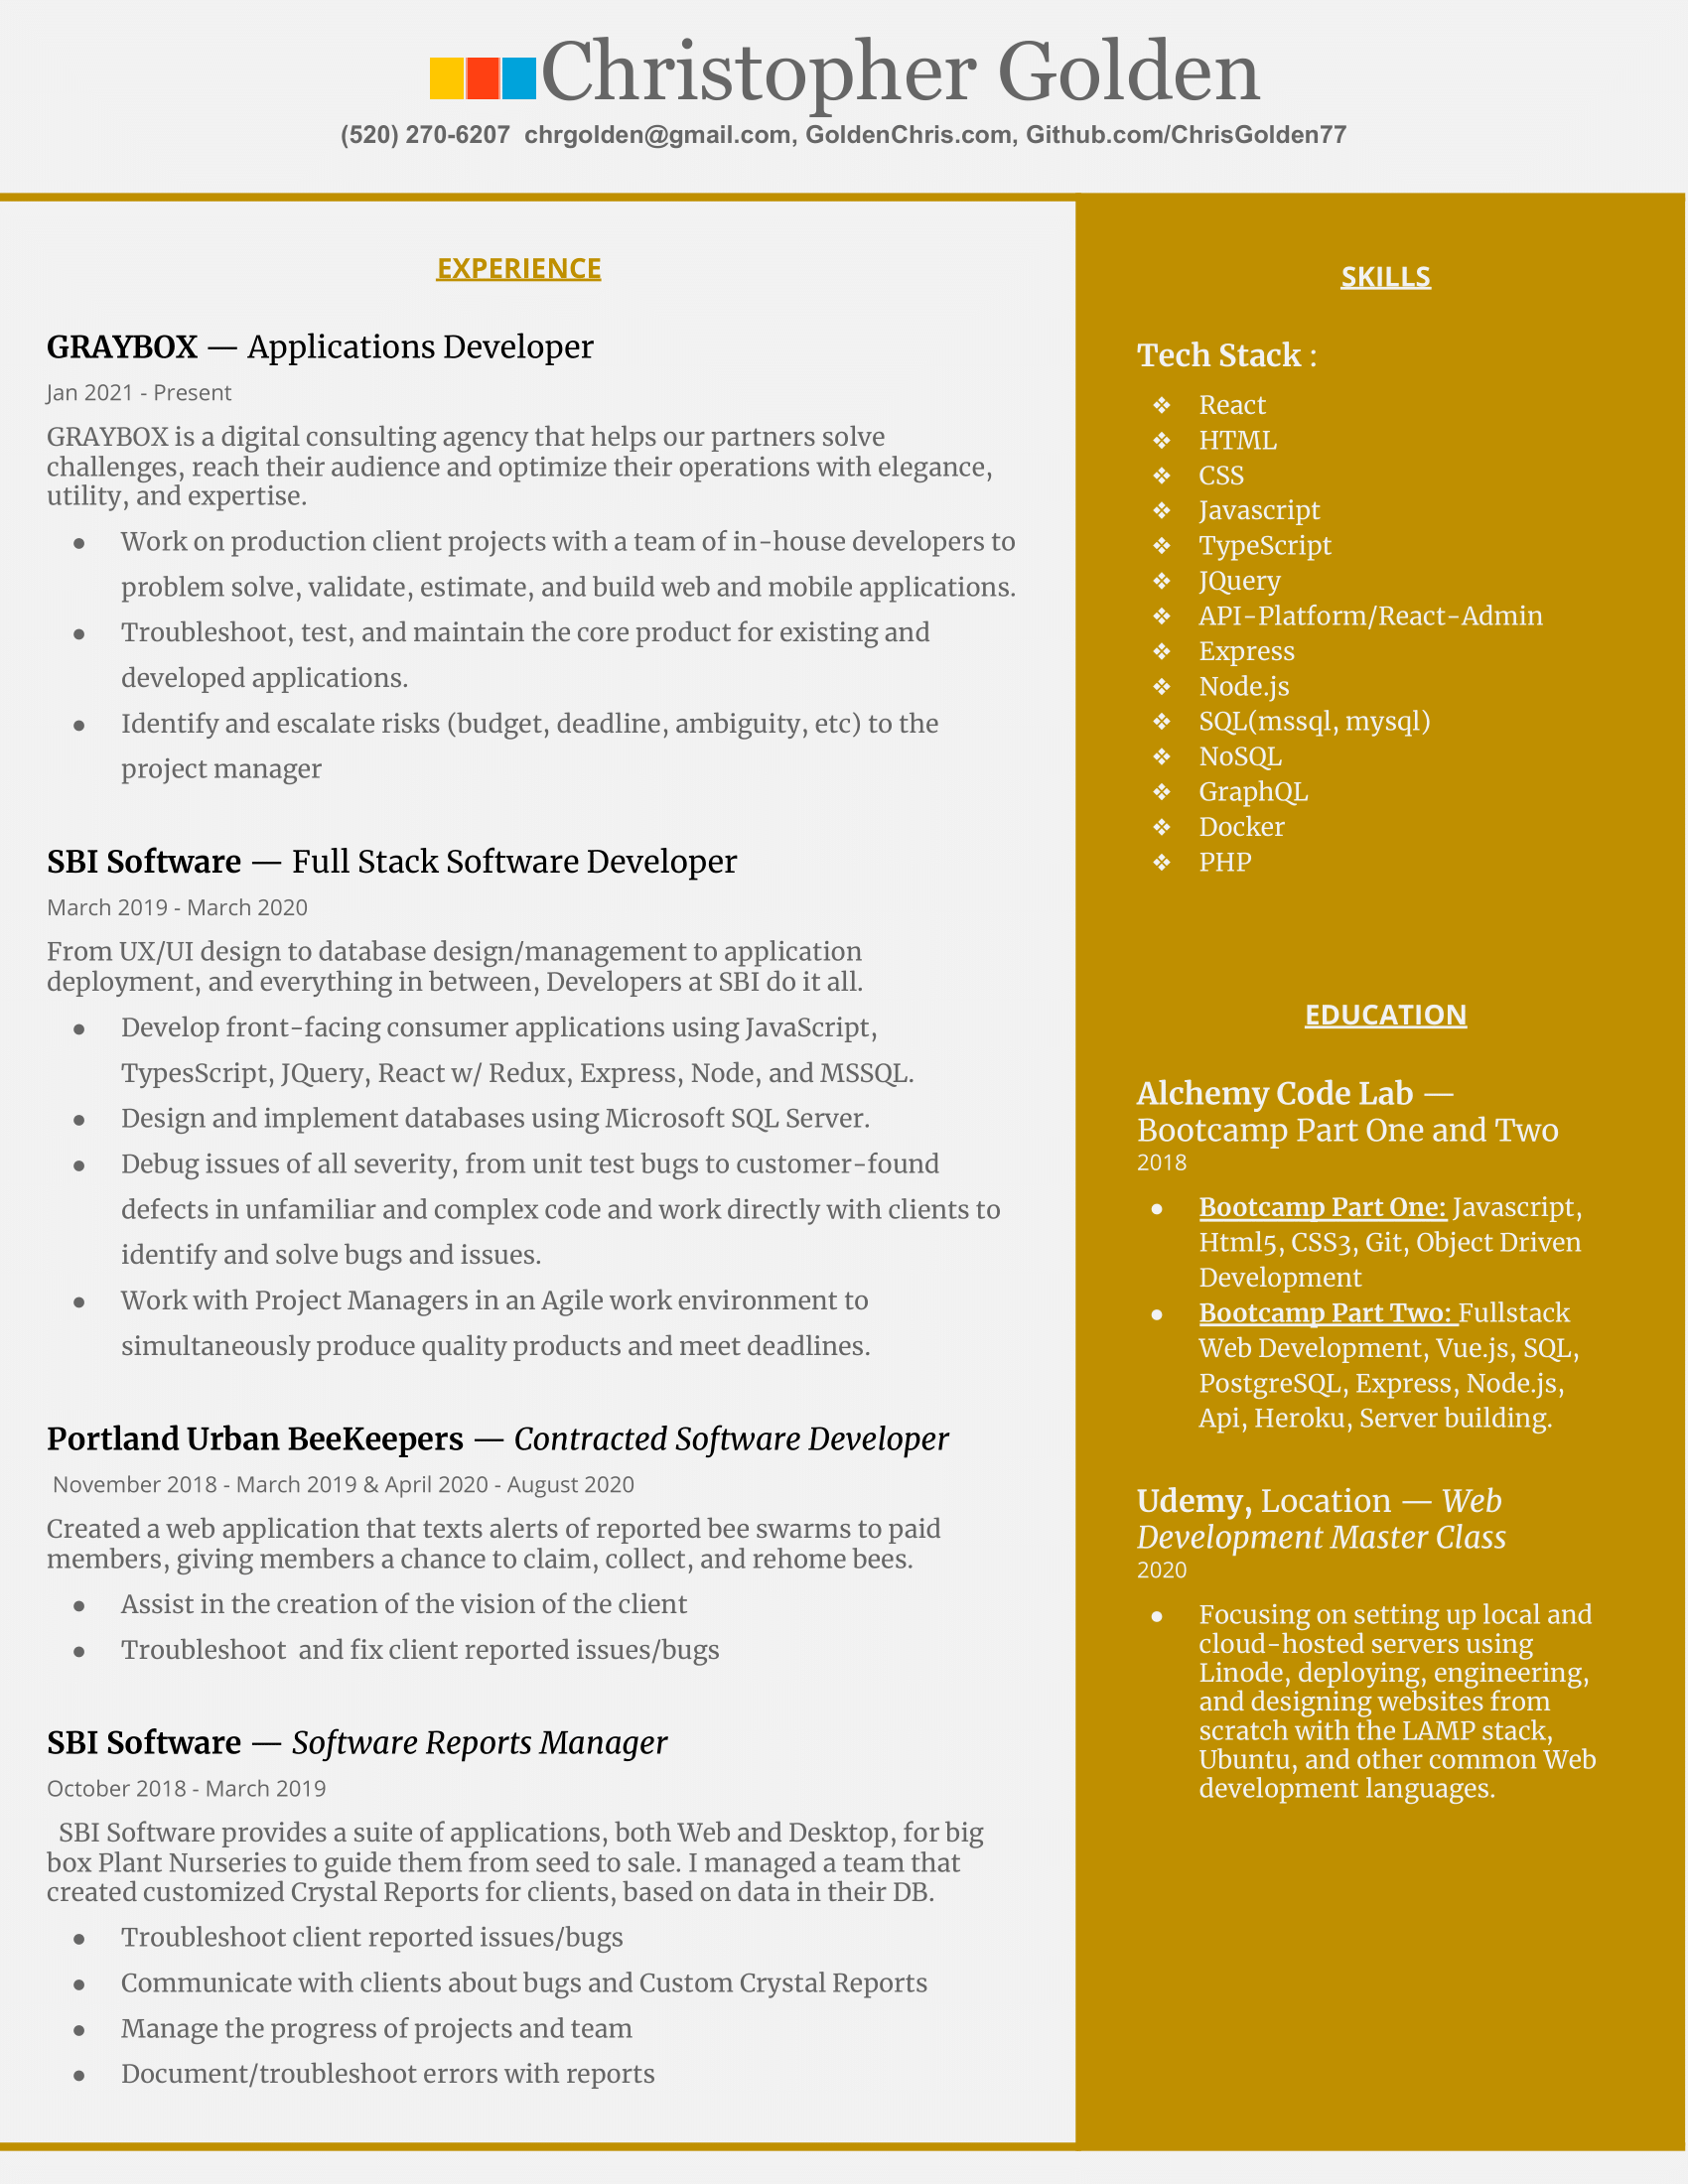 Christopher Golden
(520) 270-6207  chrgolden@gmail.com, GoldenChris.com, Github.com/ChrisGolden77
EXPERIENCE
GRAYBOX — Applications Developer
Jan 2021 - Present
GRAYBOX is a digital consulting agency that helps our partners solve
challenges, reach their audience and optimize their operations with elegance,
utility, and expertise.
● Work on production client projects with a team of in-house developers to
problem solve, validate, estimate, and build web and mobile applications.
● Troubleshoot, test, and maintain the core product for existing and
developed applications.
● Identify and escalate risks (budget, deadline, ambiguity, etc) to the
project manager
SBI Software — Full Stack Software Developer
March 2019 - March 2020
From UX/UI design to database design/management to application
deployment, and everything in between, Developers at SBI do it all.
● Develop front-facing consumer applications using JavaScript,
TypesScript, JQuery, React w/ Redux, Express, Node, and MSSQL.
● Design and implement databases using Microsoft SQL Server.
● Debug issues of all severity, from unit test bugs to customer-found
defects in unfamiliar and complex code and work directly with clients to
identify and solve bugs and issues.
● Work with Project Managers in an Agile work environment to
simultaneously produce quality products and meet deadlines.
Portland Urban BeeKeepers — Contracted Software Developer
November 2018 - March 2019 & April 2020 - August 2020
Created a web application that texts alerts of reported bee swarms to paid
members, giving members a chance to claim, collect, and rehome bees.
● Assist in the creation of the vision of the client
● Troubleshoot  and fix client reported issues/bugs
SBI Software — Software Reports Manager
October 2018 - March 2019
SBI Software provides a suite of applications, both Web and Desktop, for big
box Plant Nurseries to guide them from seed to sale. I managed a team that
created customized Crystal Reports for clients, based on data in their DB.
● Troubleshoot client reported issues/bugs
● Communicate with clients about bugs and Custom Crystal Reports
● Manage the progress of projects and team
● Document/troubleshoot errors with reports
SKILLS
Tech Stack :
❖ React
❖ HTML
❖ CSS
❖ Javascript
❖ TypeScript
❖ JQuery
❖ API-Platform/React-Admin
❖ Express
❖ Node.js
❖ SQL(mssql, mysql)
❖ NoSQL
❖ GraphQL
❖ Docker
❖ PHP
EDUCATION
Alchemy Code Lab —
Bootcamp Part One and Two
2018
● Bootcamp Part One: Javascript,
Html5, CSS3, Git, Object Driven
Development
● Bootcamp Part Two: Fullstack
Web Development, Vue.js, SQL,
PostgreSQL, Express, Node.js,
Api, Heroku, Server building.
Udemy, Location — Web
Development Master Class
2020
● Focusing on setting up local and
cloud-hosted servers using
Linode, deploying, engineering,
and designing websites from
scratch with the LAMP stack,
Ubuntu, and other common Web
development languages.